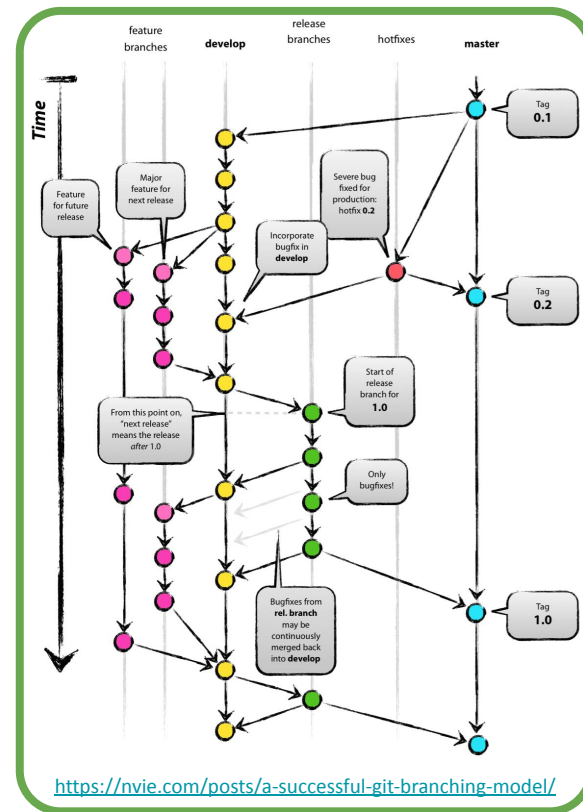 feature
branches
develop
release
branches
hotfixes
master
Time
Tag
0.1
Major
feature for
next release
Feature
for future
release
Severe bug
fixed for
production:
hotfix 0.2
Incorporate
bugfix in
develop
Tag
0.2
Start of
release
branch for
1.0
From this point on,
“next release”
means the release
after 1.0
Only
bugfixes!
Bugfixes from
rel. branch
may be
continuously
merged back
into develop
Tag
1.0
https://nvie.com/posts/a-successful-git-branching-model/